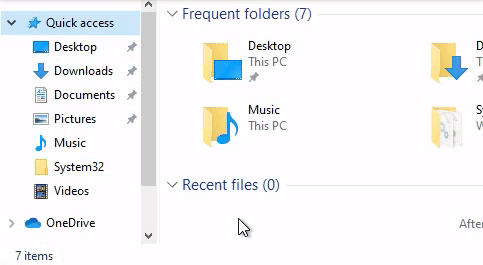 Quick access
Desktop
Downloads
Documents
Pictures
Music
System32
Videos
OneDrive
7 items
Frequent folders (7)
Desktop
This PC
Music
This PC
Recent files (0)